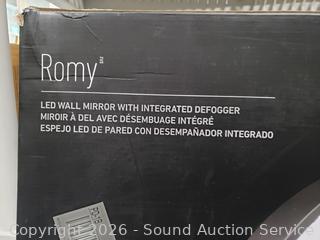 Romy
LED WALL MIRROR WITH INTEGRATED DEFOGGER
MIROIR À DEL AVEC DÉSEMBUAGE INTÉGRÉ
ESPEJO LED DE PARED CON DESEMPAÑADOR INTEGRADO
Copyright 2026 - Sound Auction Service